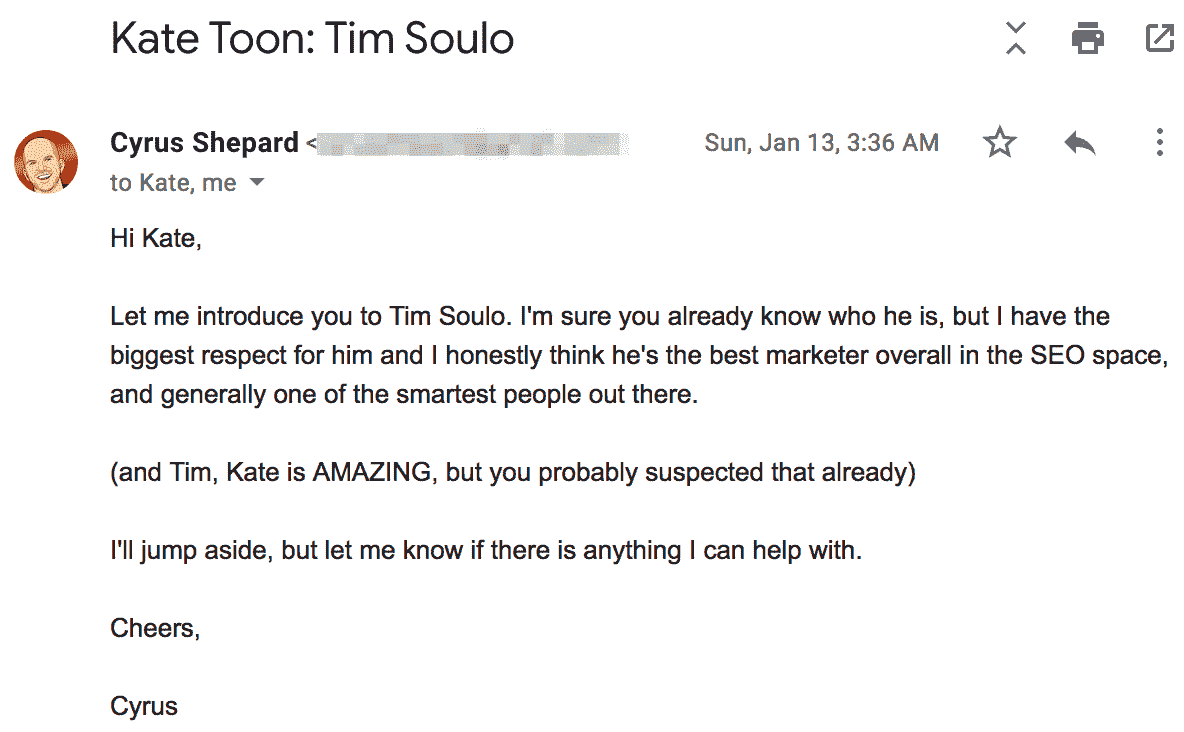 Kate Toon: Tim Soulo
Cyrus Shepard <
Sun, Jan 13, 3:36 AM
to Kate, me
Hi Kate,
Let me introduce you to Tim Soulo. I'm sure you already know who he is, but I have the
biggest respect for him and I honestly think he's the best marketer overall in the SEO space,
and generally one of the smartest people out there.
(and Tim, Kate is AMAZING, but you probably suspected that already)
I'll jump aside, but let me know if there is anything I can help with.
Cheers,
Cyrus